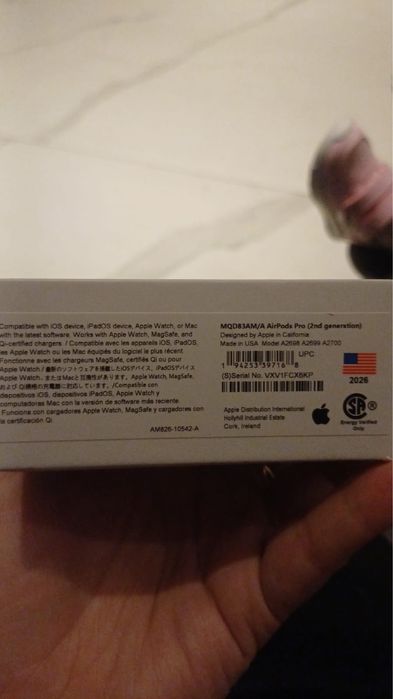 Compatible with iOS device, iPadOS device, Apple Watch, or Mac
with the latest software. Works with Apple Watch, MagSafe, and
Qi-certified chargers. / Compatible avec les appareils iOS, iPadOS,
les Apple Watch ou les Mac équipés du logiciel le plus récent.
Fonctionne avec les chargeurs MagSafe, certifiés Qi ou pour
Apple Watch / 最新のソフトウェアを搭載したiOSデバイス、iPadOSデバイス
Apple Watch、またはMacと互換性があります。Apple Watch, MagSafe,
および Qi規格の充電器に対応しています。/Compatible con
dispositivos iOS, dispositivos iPadOS, Apple Watch y
computadoras Mac con la versión de software más reciente.
Funciona con cargadores Apple Watch, MagSafe y cargadores con
la certificación Qi
AM826-10542-A
MQD83AM/A AirPods Pro (2nd generation)
Designed by Apple in California
Made in USA Model A2698 A2699 A2700
UPC
1 94253 39716 8
(S)Serial No. VXV1FCX6KP
Apple Distribution International
Hollyhill Industrial Estate
Cork, Ireland
2026
SA
®
Energy Verified
Only